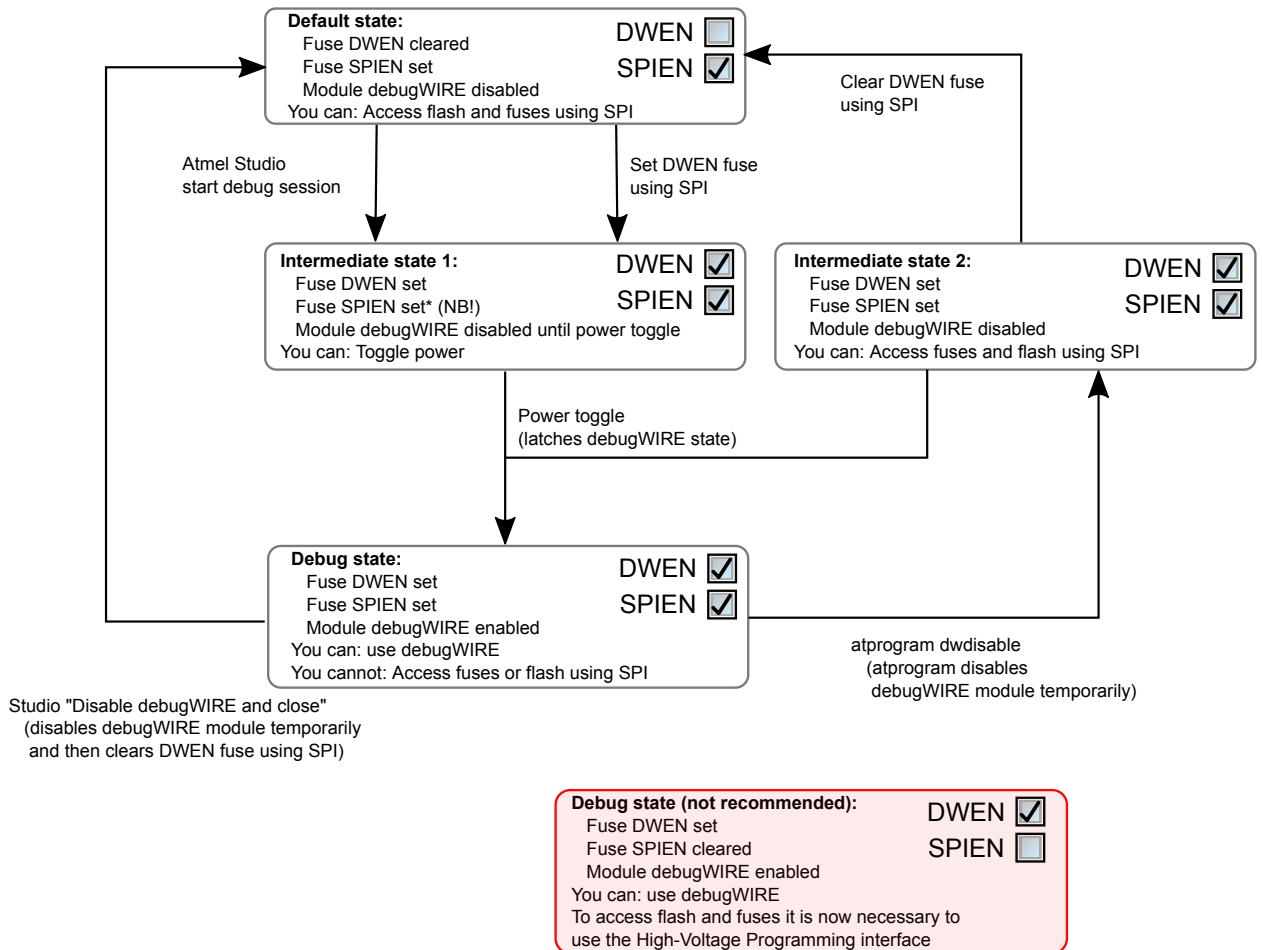 Default state:
Fuse DWEN cleared
Fuse SPIEN set
Module debugWIRE disabled
You can: Access flash and fuses using SPI
DWEN
SPIEN
Clear DWEN fuse
using SPI
Atmel Studio
start debug session
Set DWEN fuse
using SPI
Intermediate state 1:
Fuse DWEN set
Fuse SPIEN set* (NB!)
Module debugWIRE disabled until power toggle
You can: Toggle power
DWEN
SPIEN
Intermediate state 2:
Fuse DWEN set
Fuse SPIEN set
Module debugWIRE disabled
You can: Access fuses and flash using SPI
DWEN
SPIEN
Power toggle
(latches debugWIRE state)
Debug state:
Fuse DWEN set
Fuse SPIEN set
Module debugWIRE enabled
You can: use debugWIRE
You cannot: Access fuses or flash using SPI
DWEN
SPIEN
atprogram dwdisable
(atprogram disables
debugWIRE module temporarily)
Studio "Disable debugWIRE and close"
(disables debugWIRE module temporarily
and then clears DWEN fuse using SPI)
Debug state (not recommended):
Fuse DWEN set
Fuse SPIEN cleared
Module debugWIRE enabled
You can: use debugWIRE
To access flash and fuses it is now necessary to
use the High-Voltage Programming interface
DWEN
SPIEN